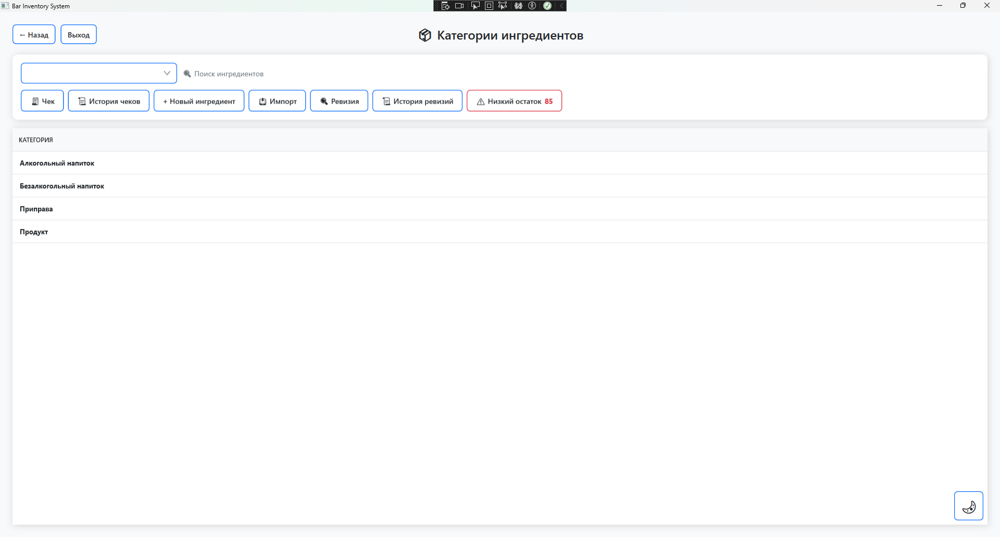 Bar Inventory System
← Назад
Выход
Категории ингредиентов
Поиск ингредиентов
Чек
История чеков
+ Новый ингредиент
Импорт
Ревизия
История ревизий
Низкий остаток 85
КАТЕГОРИЯ
Алкогольный напиток
Безалкогольный напиток
Приправа
Продукт